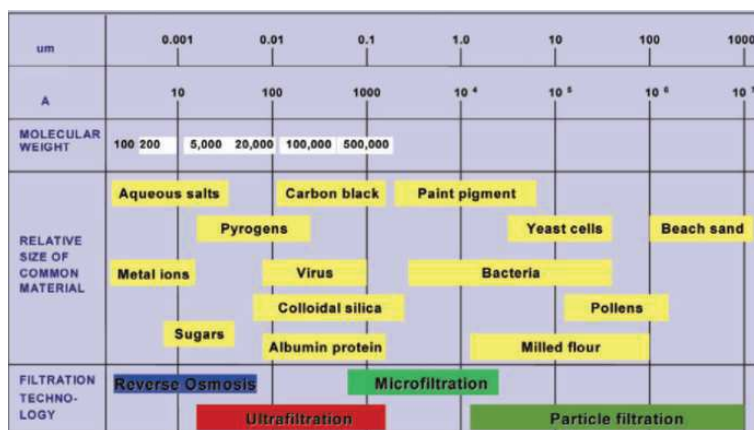 um 0.001 0.01 0.1 1.0 10 100 1000
A 10 100 1000 10 4 10 5 10 6 10 7
MOLECULAR
WEIGHT
100 200 5,000 20,000 100,000 500,000
Aqueous salts Carbon black Paint pigment
Pyrogens Yeast cells Beach sand
RELATIVE
SIZE OF
COMMON
MATERIAL
Metal ions Virus Bacteria
Colloidal silica Pollens
Sugars
Albumin protein Milled flour
FILTRATION
TECHNO-
LOGY
Reverse Osmosis Microfiltration
Ultrafiltration Particle filtration